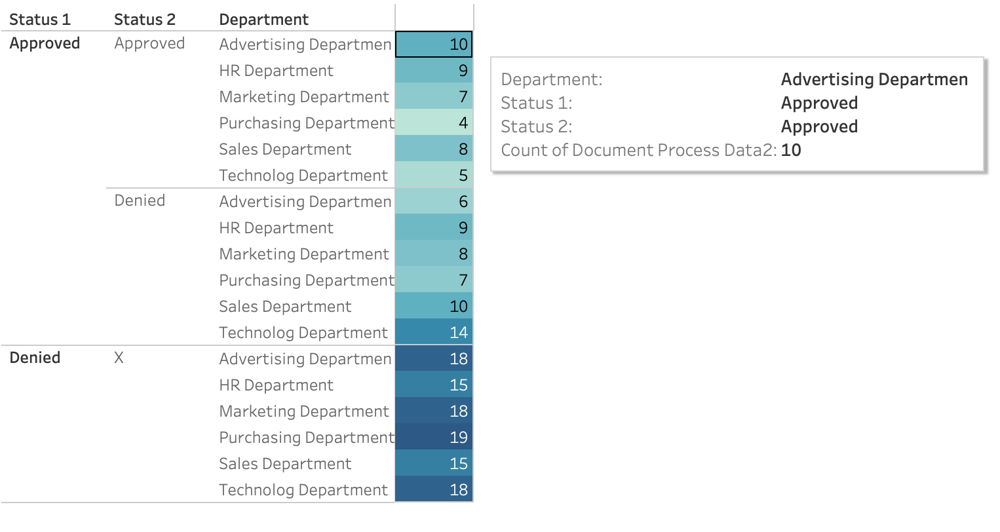 Status 1 Status 2 Department
Approved Approved Advertising Departmen 10
HR Department 9
Marketing Department 7
Purchasing Department 4
Sales Department 8
Technolog Department 5
Denied Advertising Departmen 6
HR Department 9
Marketing Department 8
Purchasing Department 7
Sales Department 10
Technolog Department 14
Denied X Advertising Departmen 18
HR Department 15
Marketing Department 18
Purchasing Department 19
Sales Department 15
Technolog Department 18
Department: Advertising Departmen
Status 1: Approved
Status 2: Approved
Count of Document Process Data2: 10